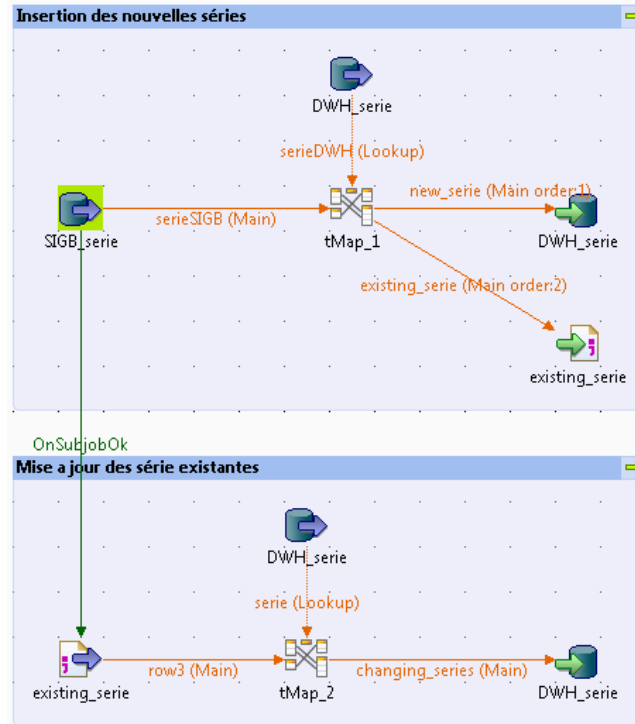 Insertion des nouvelles séries
DWH_serie
serieDWH (Lookup)
new_serie (Main order:1)
serieSIGB (Main)
SIGB_serie
tMap_1
DWH_serie
existing_serie (Main order:2)
existing_serie
OnSubjobOk
Mise a jour des série existantes
DWH_serie
serie (Lookup)
row3 (Main)
changing_series (Main)
existing_serie
tMap_2
DWH_serie